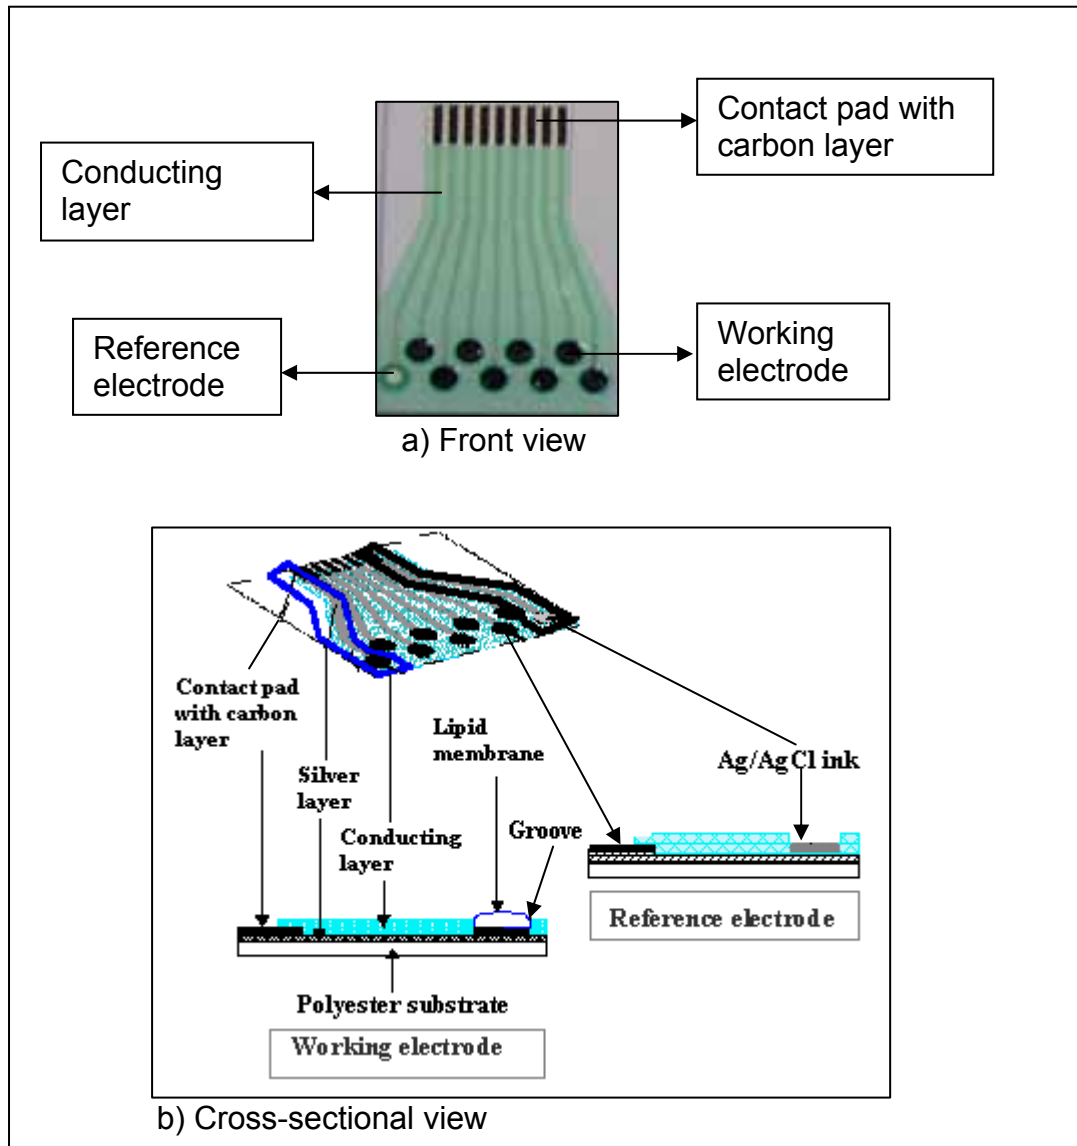 Contact pad with
carbon layer
Conducting
layer
Reference
electrode
Working
electrode
a) Front view
Contact pad
with carbon
layer
Silver
layer
Conducting
layer
Lipid
membrane
Groove
Ag/AgCl ink
Reference electrode
Polyester substrate
Working electrode
b) Cross-sectional view